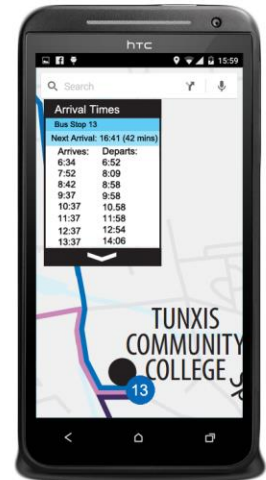 hTC
15:59
Search
Arrival Times
Bus Stop 13
Next Arrival: 16:41 (42 mins)
Arrives: Departs:
6:34 6:52
7:52 8:09
8:42 8:58
9:37 9:58
10:37 10.58
11:37 11:58
12:37 12:54
13:37 14:06
TUNXIS
COMMUNITY
COLLEGE
13